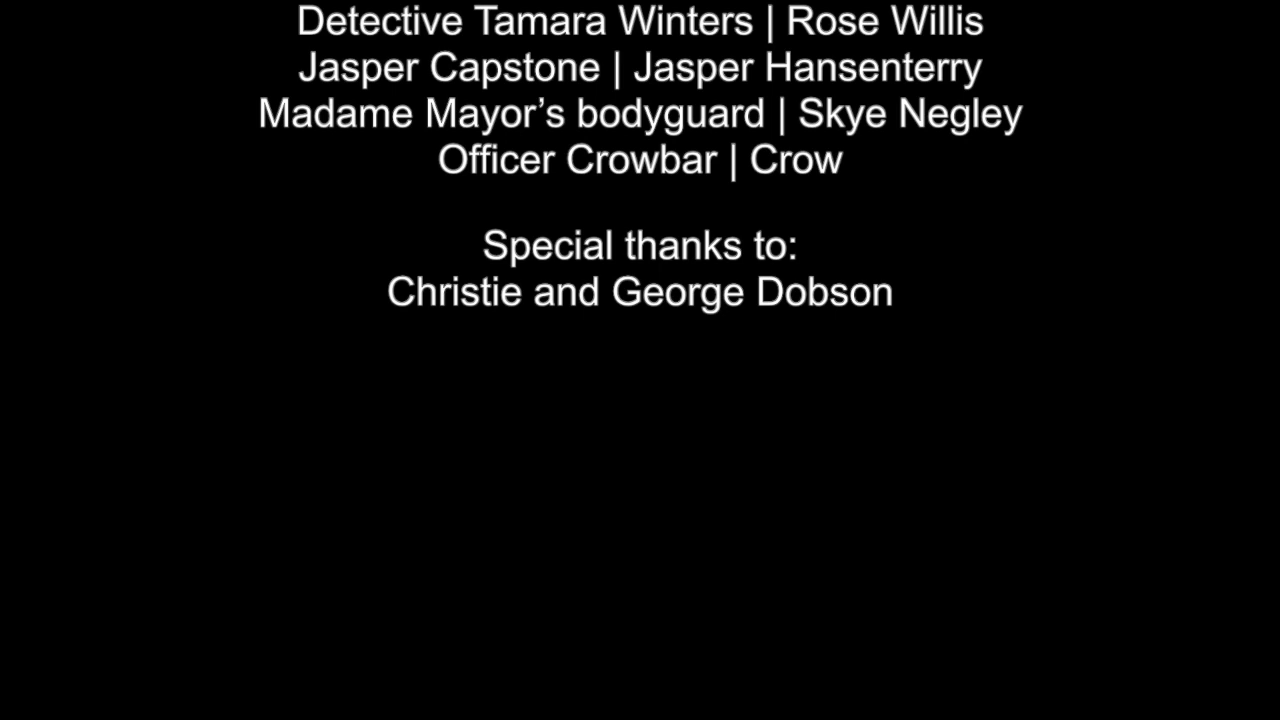 Detective Tamara Winters | Rose Willis
Jasper Capstone | Jasper Hansenterry
Madame Mayor’s bodyguard | Skye Negley
Officer Crowbar | Crow
Special thanks to:
Christie and George Dobson